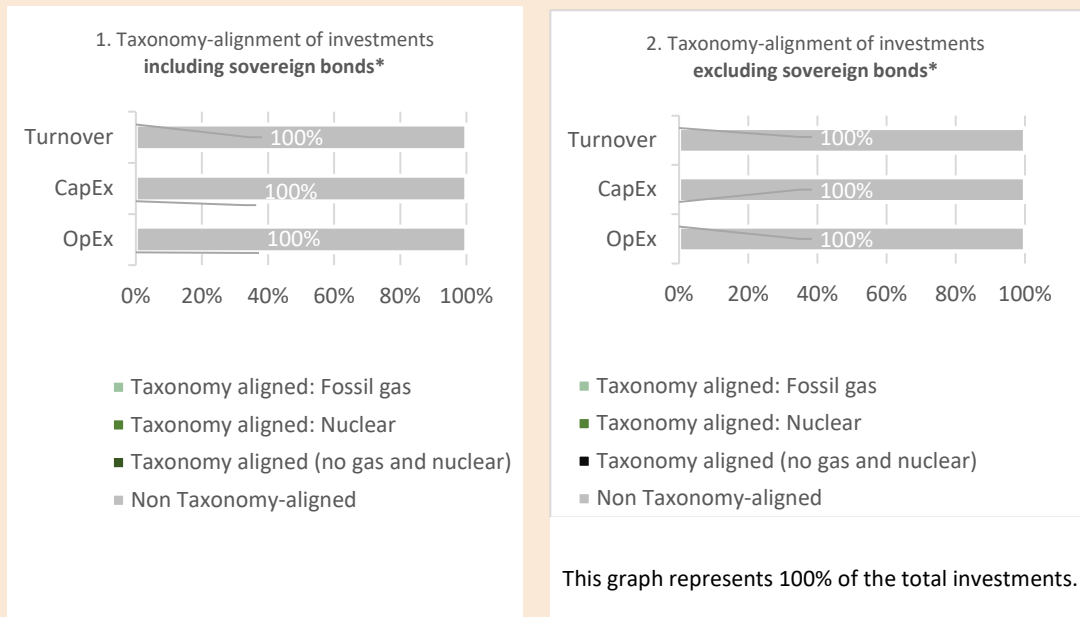 1. Taxonomy-alignment of investments
including sovereign bonds*
Turnover
100%
CapEx
100%
OpEx
100%
0% 20% 40% 60% 80% 100%
Taxonomy aligned: Fossil gas
Taxonomy aligned: Nuclear
Taxonomy aligned (no gas and nuclear)
Non Taxonomy-aligned
2. Taxonomy-alignment of investments
excluding sovereign bonds*
Turnover
100%
CapEx
100%
OpEx
100%
0% 20% 40% 60% 80% 100%
Taxonomy aligned: Fossil gas
Taxonomy aligned: Nuclear
Taxonomy aligned (no gas and nuclear)
Non Taxonomy-aligned
This graph represents 100% of the total investments.